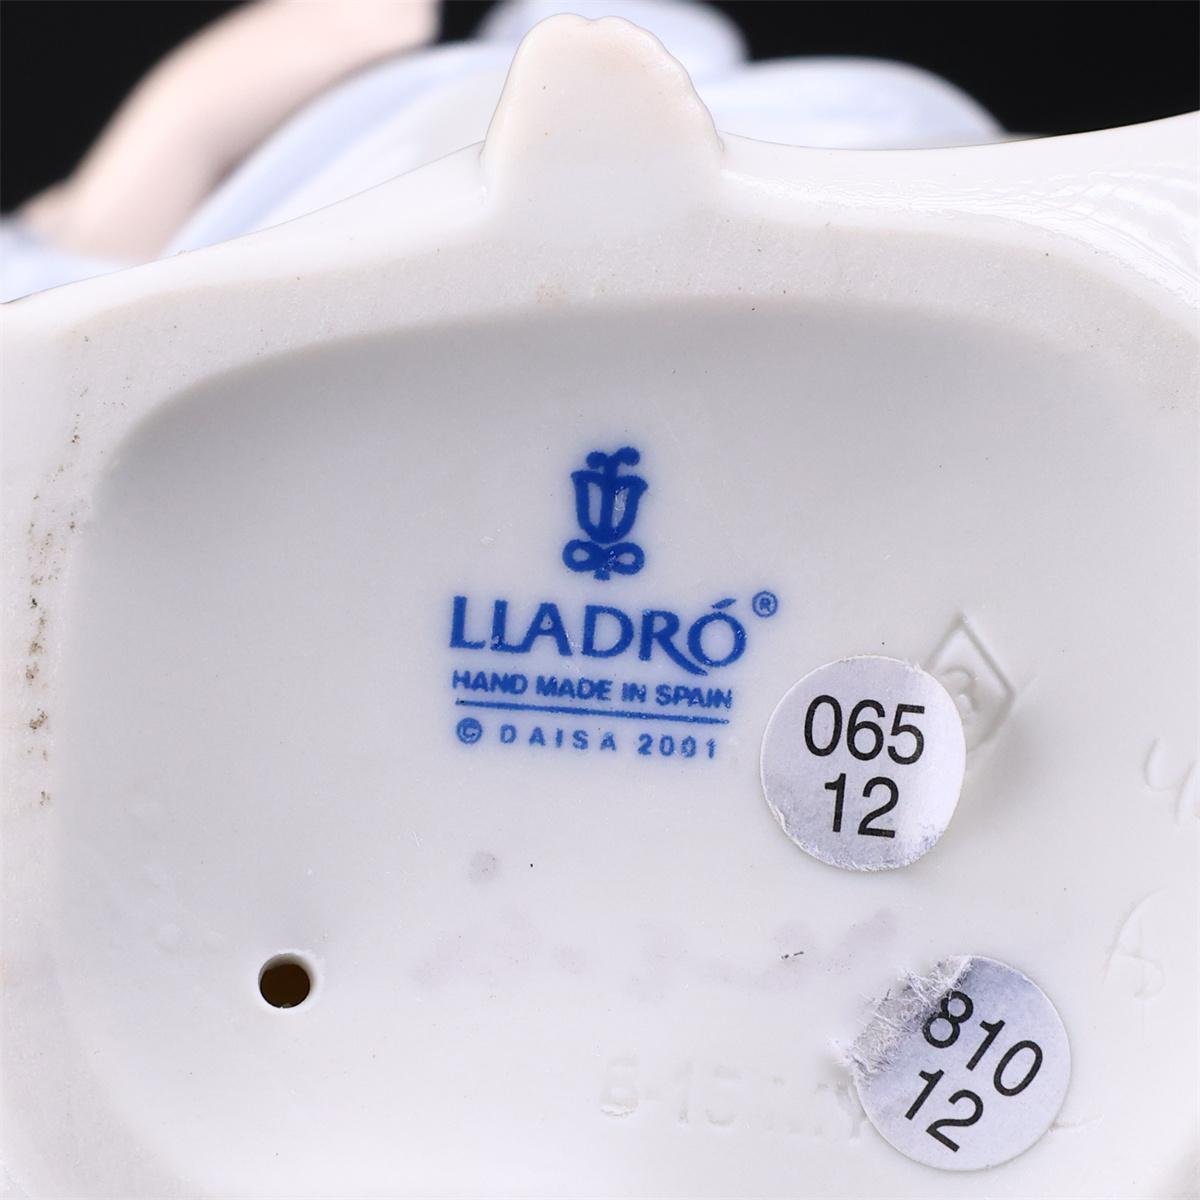 LLADRÓ®
HAND MADE IN SPAIN
© DAISA 2001
065
12
810
12